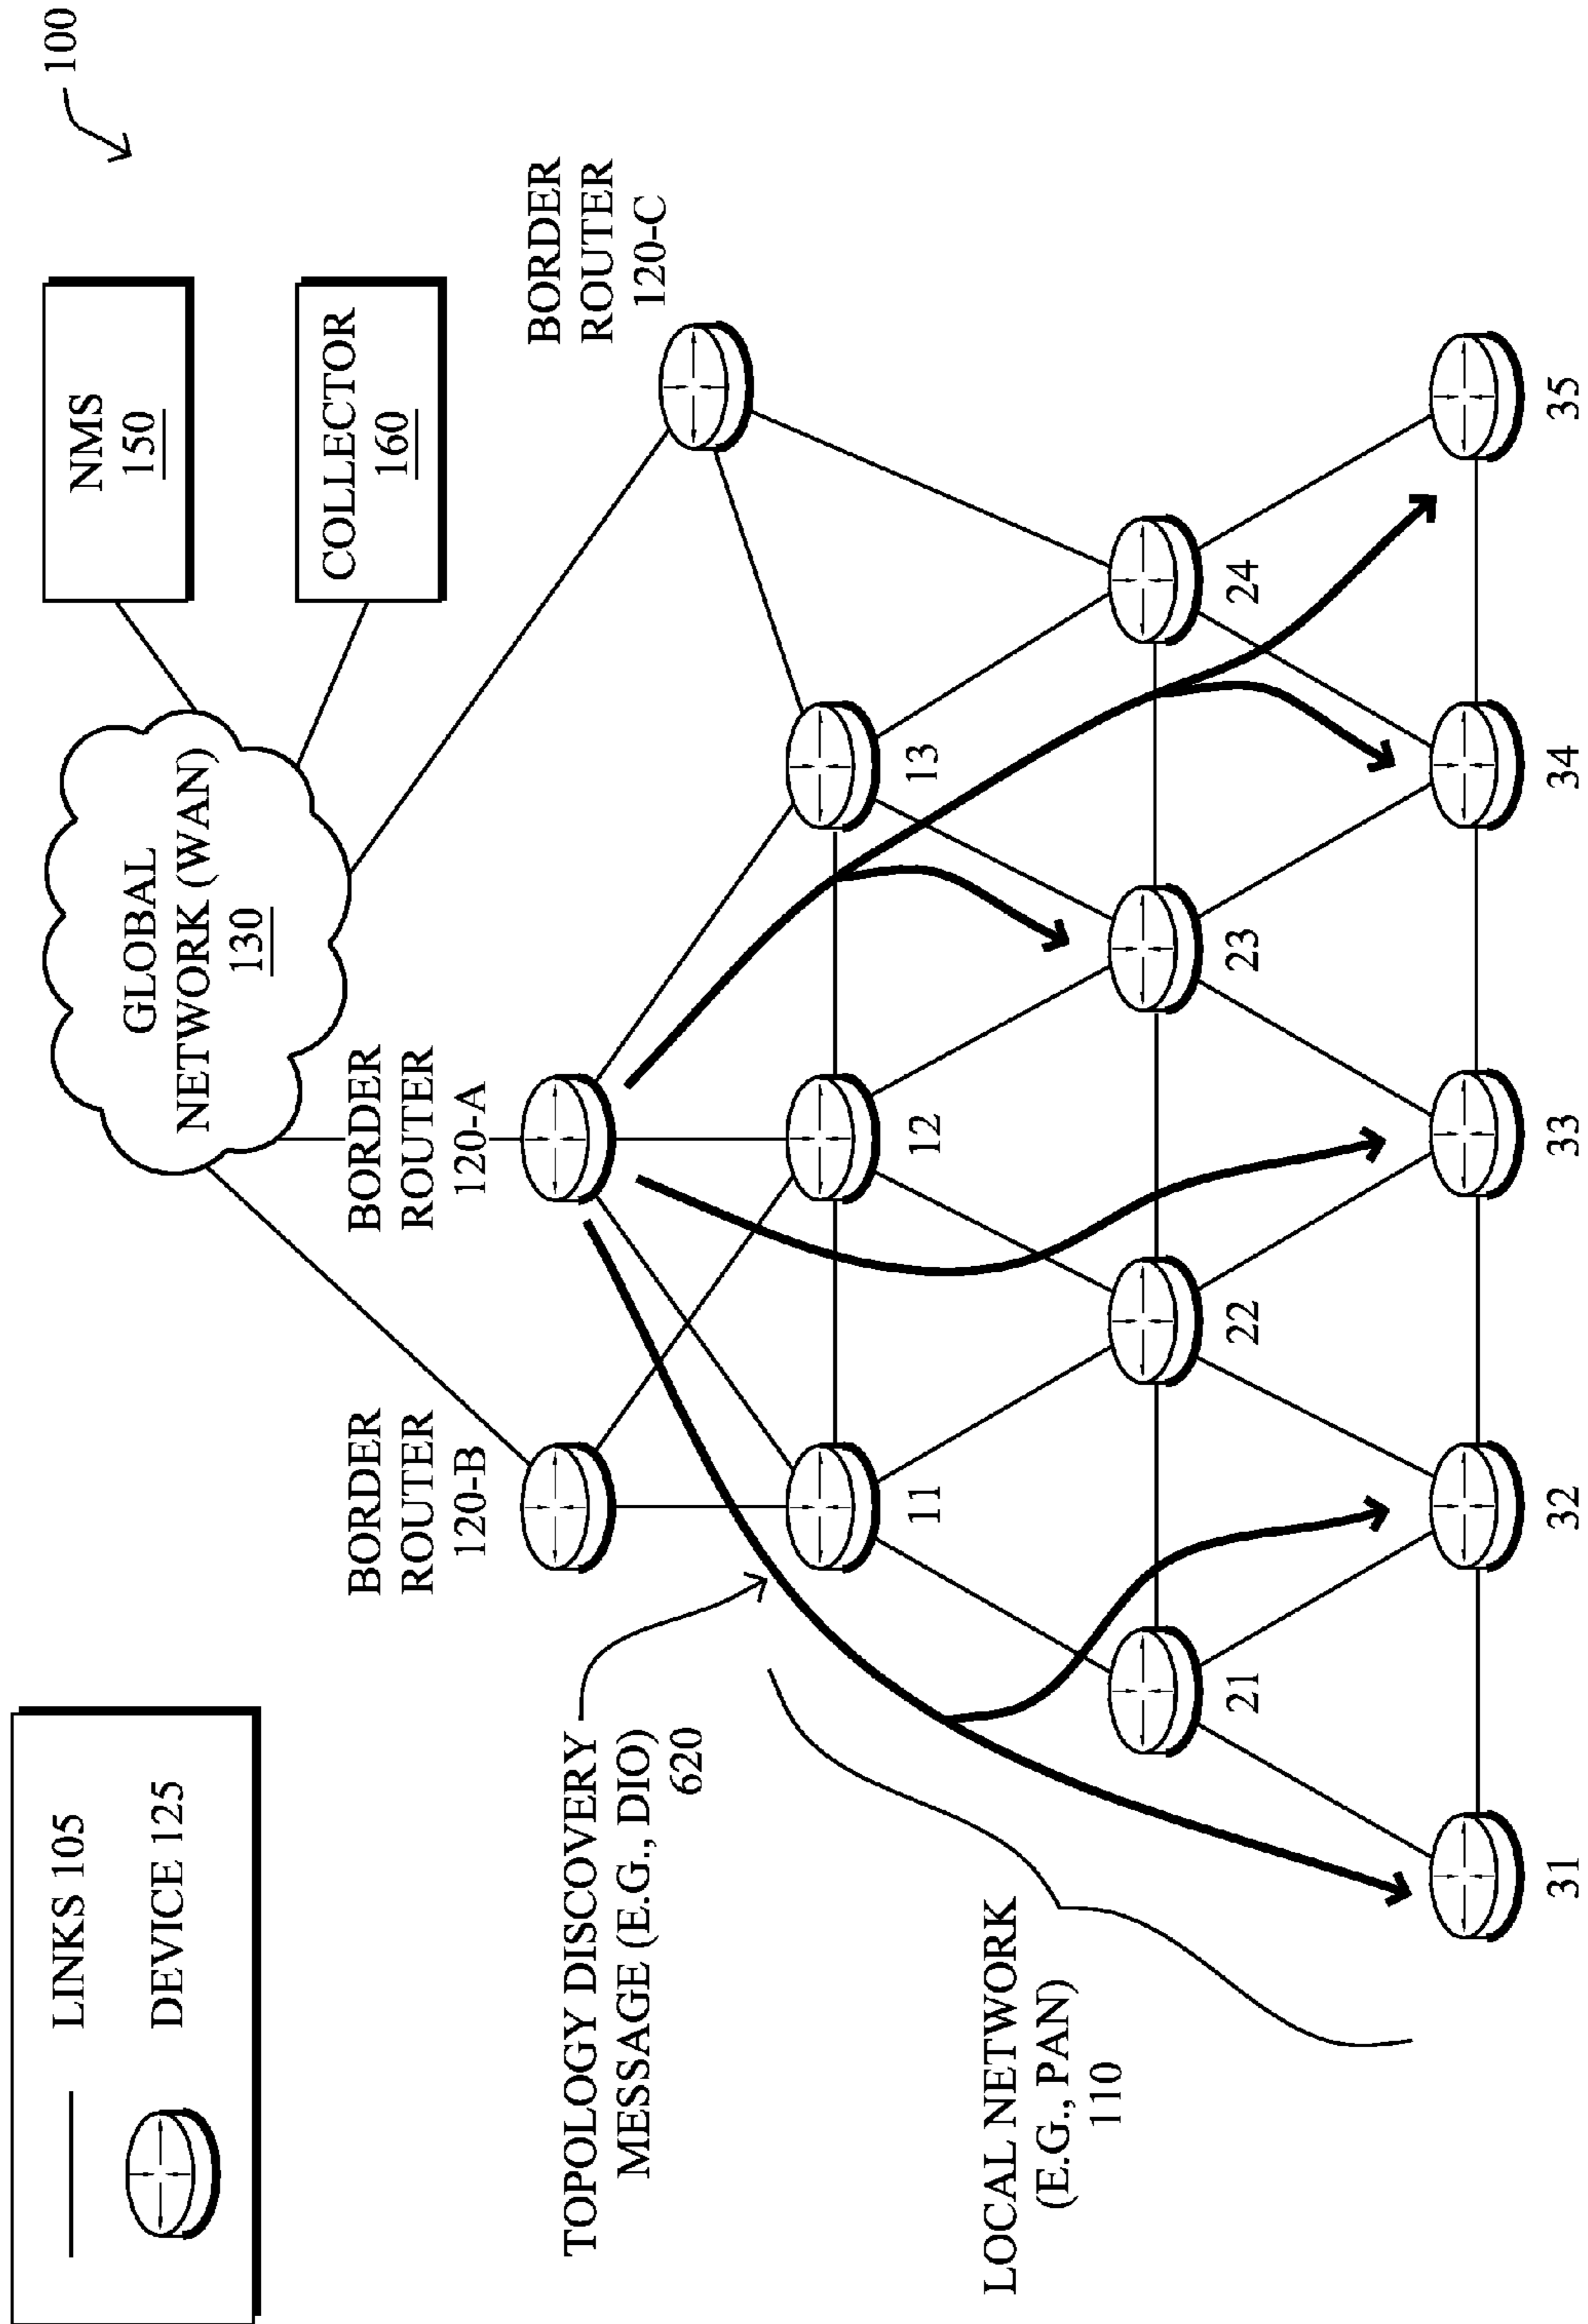 LINKS 105
DEVICE 125
100
NMS
150
COLLECTOR
160
GLOBAL
NETWORK (WAN)
130
BORDER
ROUTER
120-B
BORDER
ROUTER
120-A
BORDER
ROUTER
120-C
TOPOLOGY DISCOVERY
MESSAGE (E.G., DIO)
620
LOCAL NETWORK
(E.G., PAN)
110
11
12
13
21
22
23
24
31
32
33
34
35